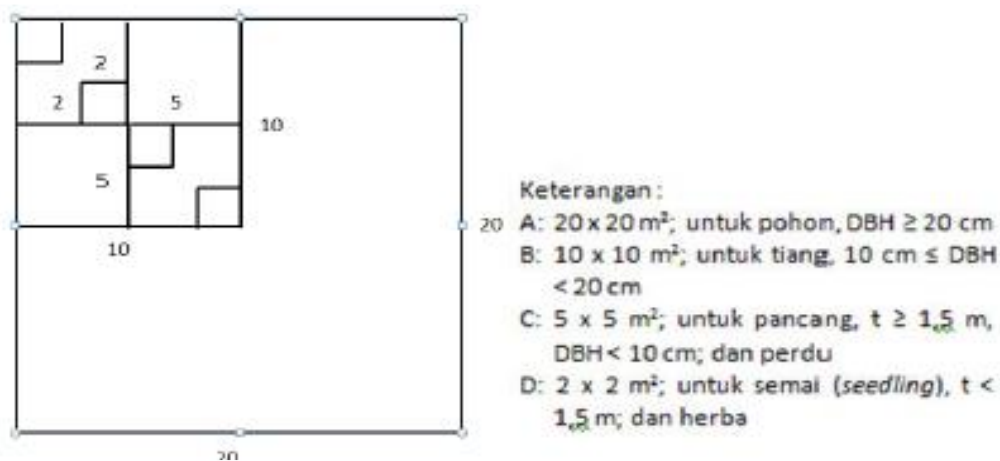 2
2
5
10
5
10
20
20
Keterangan :
A: 20 x 20 m²; untuk pohon, DBH ≥ 20 cm
B: 10 x 10 m²; untuk tiang, 10 cm ≤ DBH
< 20 cm
C: 5 x 5 m²; untuk pancang, t ≥ 1,5 m,
DBH < 10 cm; dan perdu
D: 2 x 2 m²; untuk semai (seedling), t <
1,5 m; dan herba